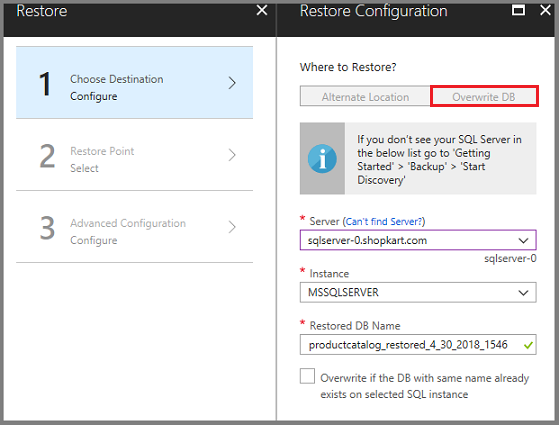 Restore
1
Choose Destination
Configure
2
Restore Point
Select
3
Advanced Configuration
Configure
Restore Configuration
Where to Restore?
Alternate Location
Overwrite DB
If you don't see your SQL Server in
the below list go to 'Getting
Started' > 'Backup' > 'Start
Discovery'
* Server (Can't find Server?)
sqlserver-0.shopkart.com
sqlserver-0
* Instance
MSSQLSERVER
* Restored DB Name
productcatalog_restored_4_30_2018_1546
Overwrite if the DB with same name already
exists on selected SQL instance